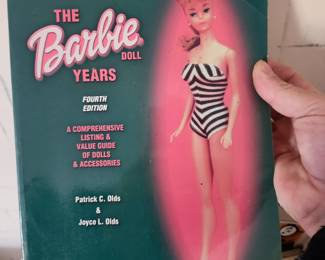 THE
Barbie DOLL
YEARS
FOURTH
EDITION
A COMPREHENSIVE
LISTING &
VALUE GUIDE
OF DOLLS
& ACCESSORIES
Patrick C. Olds
&
Joyce L. Olds